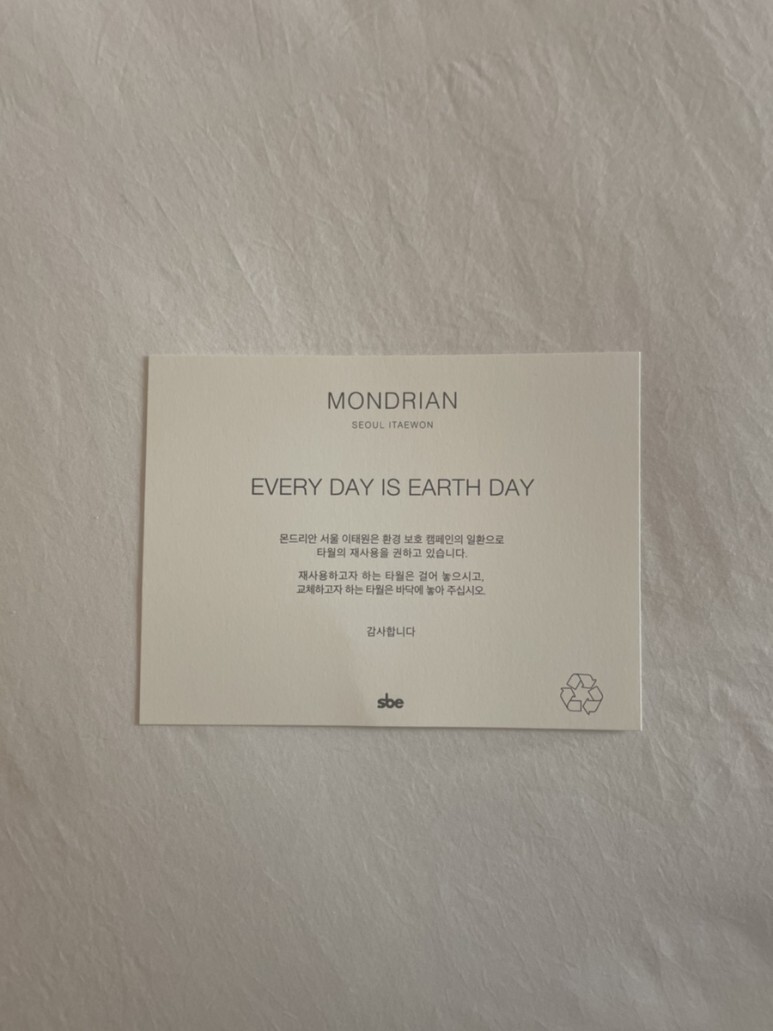 MONDRIAN
SEOUL ITAEWON
EVERY DAY IS EARTH DAY
몬드리안 서울 이태원은 환경 보호 캠페인의 일환으로
타월의 재사용을 권하고 있습니다.
재사용하고자 하는 타월은 걸어 놓으시고,
교체하고자 하는 타월은 바닥에 놓아 주십시오.
감사합니다
sbe